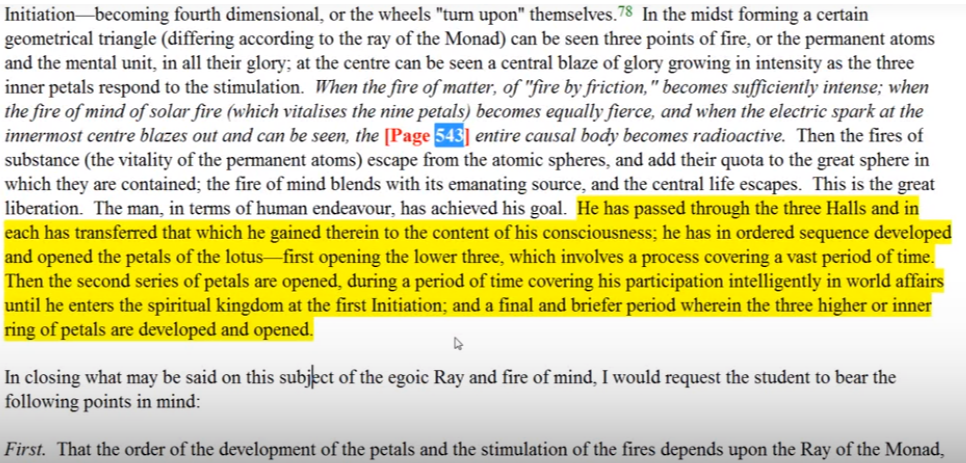 Initiation—becoming fourth dimensional, or the wheels "turn upon" themselves.78 In the midst forming a certain
geometrical triangle (differing according to the ray of the Monad) can be seen three points of fire, or the permanent atoms
and the mental unit, in all their glory; at the centre can be seen a central blaze of glory growing in intensity as the three
inner petals respond to the stimulation. When the fire of matter, of "fire by friction," becomes sufficiently intense; when
the fire of mind of solar fire (which vitalises the nine petals) becomes equally fierce, and when the electric spark at the
innermost centre blazes out and can be seen, the [Page 543] entire causal body becomes radioactive. Then the fires of
substance (the vitality of the permanent atoms) escape from the atomic spheres, and add their quota to the great sphere in
which they are contained; the fire of mind blends with its emanating source, and the central life escapes. This is the great
liberation. The man, in terms of human endeavour, has achieved his goal. He has passed through the three Halls and in
each has transferred that which he gained therein to the content of his consciousness; he has in ordered sequence developed
and opened the petals of the lotus—first opening the lower three, which involves a process covering a vast period of time.
Then the second series of petals are opened, during a period of time covering his participation intelligently in world affairs
until he enters the spiritual kingdom at the first Initiation; and a final and briefer period wherein the three higher or inner
ring of petals are developed and opened.
In closing what may be said on this subject of the egoic Ray and fire of mind, I would request the student to bear the
following points in mind:
First. That the order of the development of the petals and the stimulation of the fires depends upon the Ray of the Monad,